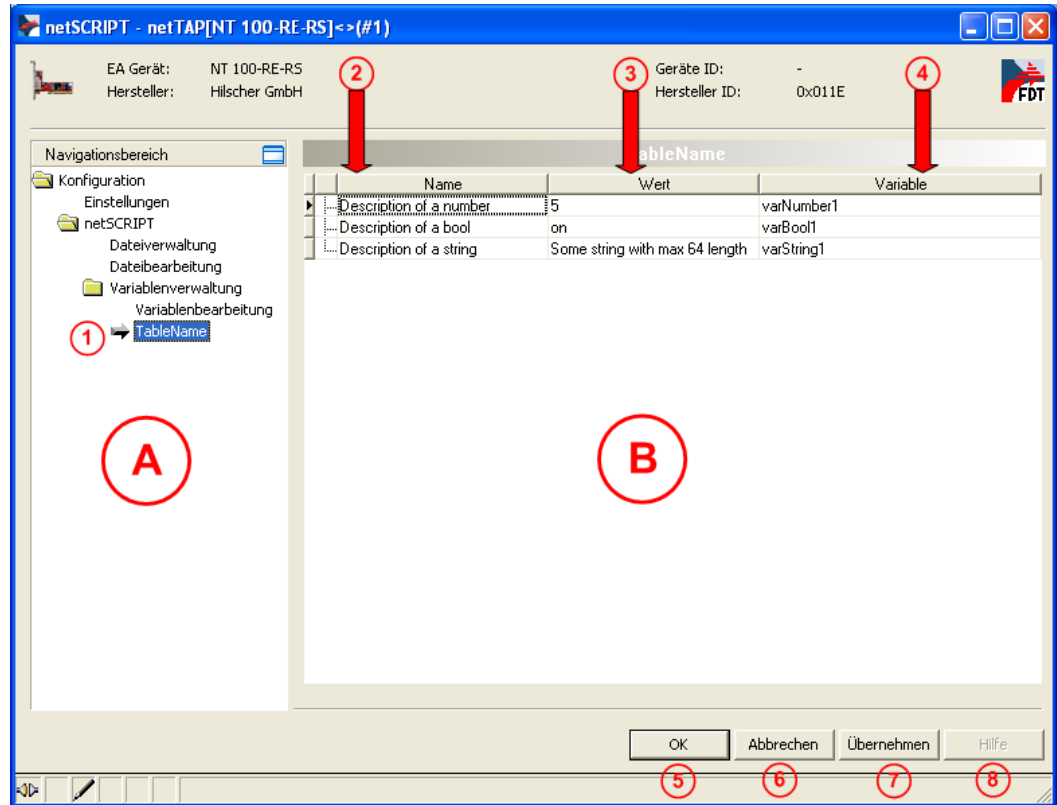 netSCRIPT - netTAP[NT 100-RE-RS]<>(#1)
EA Gerät: NT 100-RE-RS 2 3 Geräte ID: - 4
Hersteller: Hilscher GmbH Hersteller ID: 0x011E
FDT
Navigationsbereich
TableName
Konfiguration
Einstellungen
netSCRIPT
Dateiverwaltung
Dateibearbeitung
Variablenverwaltung
Variablenbearbeitung
1 TableName
Name Wert Variable
Description of a number 5 varNumber1
Description of a bool on varBool1
Description of a string Some string with max 64 length varString1
A B
OK Abbrechen Übernehmen Hilfe
5 6 7 8